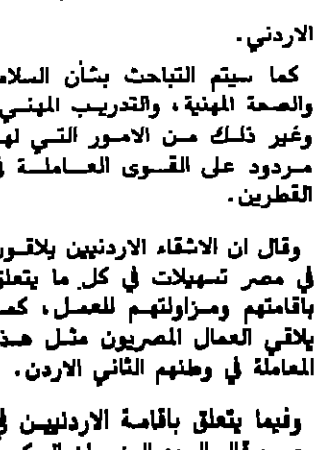 الاردني.
كما سيتم التباحث بشأن السلامة
والصحة المهنية، والتدريب المهني
وغير ذلك من الامور التي لها
مردود على القوى العاملة في
القطرين.
وقال ان الاشقاء الاردنيين يلاقون
في مصر تسهيلات في كل ما يتعلق
باقامتهم ومزاولتهم للعمل، كما
يلاقي العمال المصريون مثل هذه
المعاملة في وطنهم الثاني الاردن.
وفيما يتعلق باقامة الاردنيين في